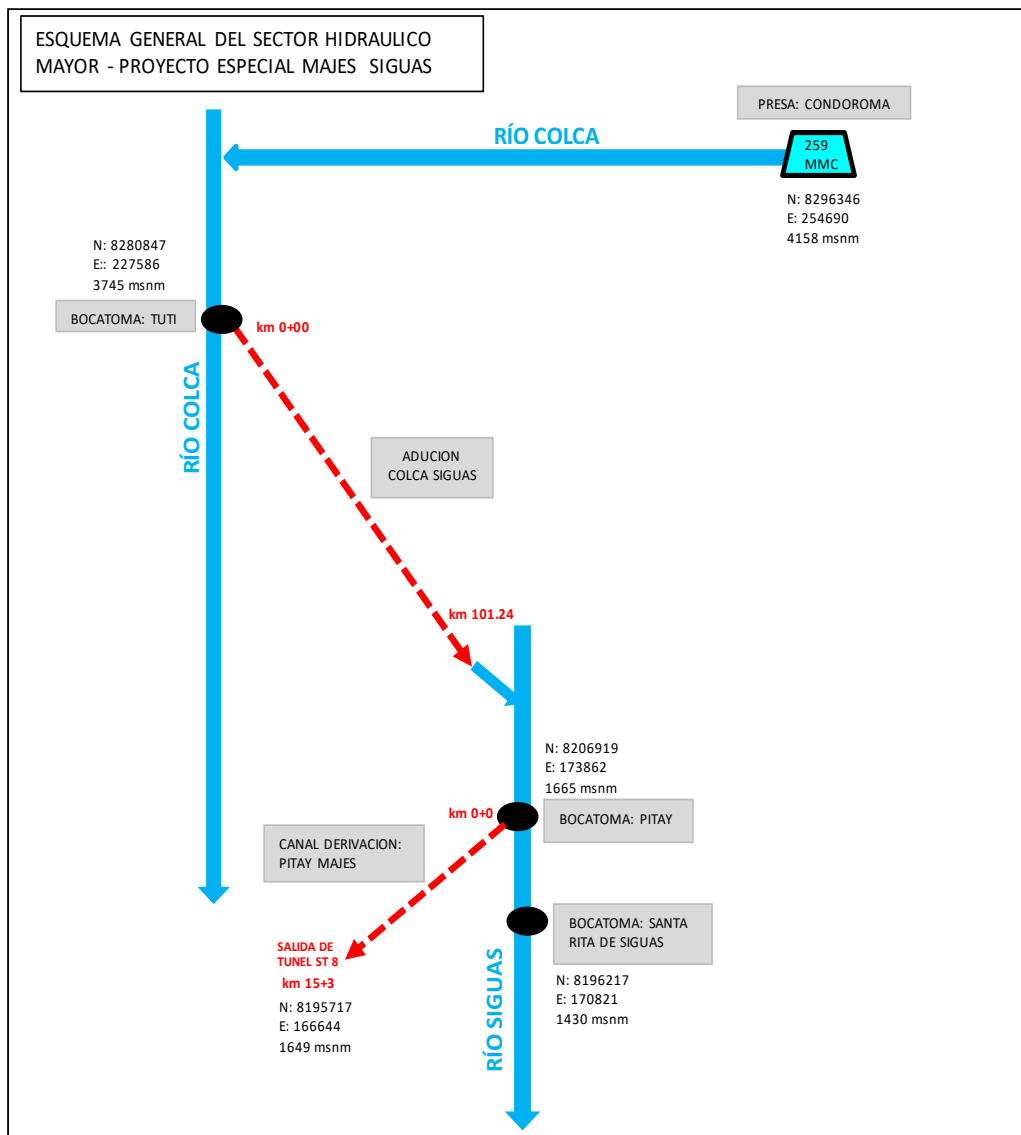 ESQUEMA GENERAL DEL SECTOR HIDRAULICO
MAYOR - PROYECTO ESPECIAL MAJES SIGUAS
PRESA: CONDOROMA
RÍO COLCA
259
MMC
N: 8296346
E: 254690
4158 msnm
N: 8280847
E:: 227586
3745 msnm
BOCATOMA: TUTI
km 0+00
RÍO COLCA
ADUCION
COLCA SIGUAS
km 101.24
N: 8206919
E: 173862
1665 msnm
km 0+0
BOCATOMA: PITAY
CANAL DERIVACION:
PITAY MAJES
BOCATOMA: SANTA
RITA DE SIGUAS
SALIDA DE
TUNEL ST 8
km 15+3
N: 8195717
E: 166644
1649 msnm
N: 8196217
E: 170821
1430 msnm
RÍO SIGUAS